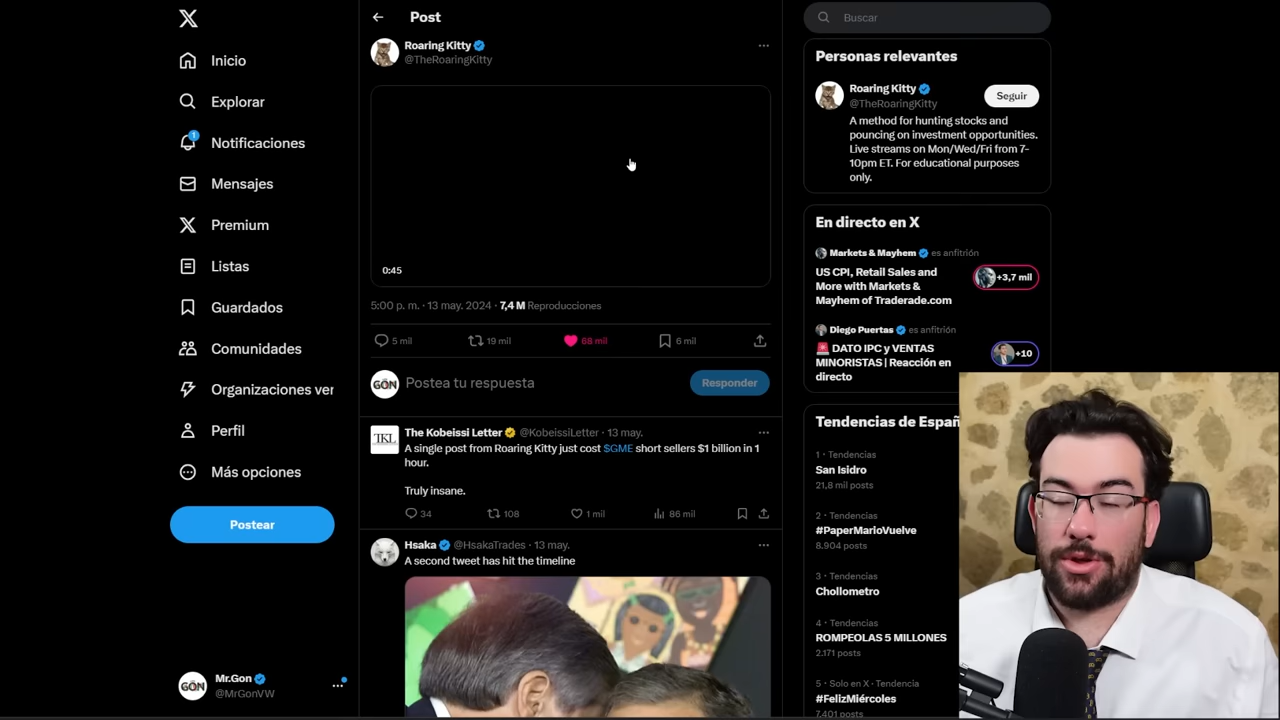 Inicio
Explorar
1
Notificaciones
Mensajes
Premium
Listas
Guardados
Comunidades
Organizaciones ver
Perfil
Más opciones
Postear
Mr.Gon
@MrGonVW
Post
Roaring Kitty
@TheRoaringKitty
0:45
5:00 p. m. · 13 may. 2024 · 7,4 M Reproducciones
5 mil
19 mil
68 mil
6 mil
GON
Postea tu respuesta
Responder
TKL
The Kobeissi Letter @KobeissiLetter · 13 may.
A single post from Roaring Kitty just cost $GME short sellers $1 billion in 1
hour.
Truly insane.
34
108
1 mil
86 mil
Hsaka @HsakaTrades · 13 may.
A second tweet has hit the timeline
Buscar
Personas relevantes
Roaring Kitty
@TheRoaringKitty
Seguir
A method for hunting stocks and
pouncing on investment opportunities.
Live streams on Mon/Wed/Fri from 7-
10pm ET. For educational purposes
only.
En directo en X
Markets & Mayhem es anfitrión
US CPI, Retail Sales and
More with Markets &
Mayhem of Traderade.com
+3,7 mil
Diego Puertas es anfitrión
🚨 DATO IPC y VENTAS
MINORISTAS | Reacción en
directo
+10
Tendencias de Españ
1 · Tendencias
San Isidro
21,8 mil posts
2 · Tendencias
#PaperMarioVuelve
8.904 posts
3 · Tendencias
Chollometro
4 · Tendencias
ROMPEOLAS 5 MILLONES
2.171 posts
5 · Solo en X · Tendencia
#FelizMiércoles
7.401 posts
GON